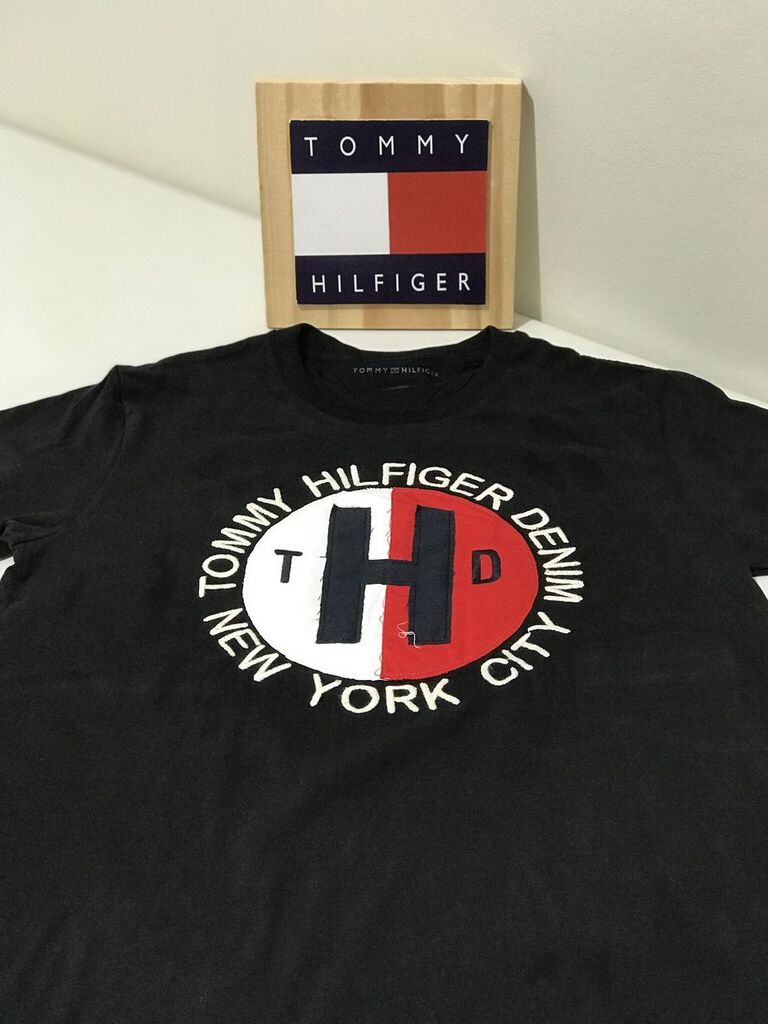 TOMMY
HILFIGER
TOMMY HILFIGER
TOMMY HILFIGER DENIM
T H D
NEW YORK CITY